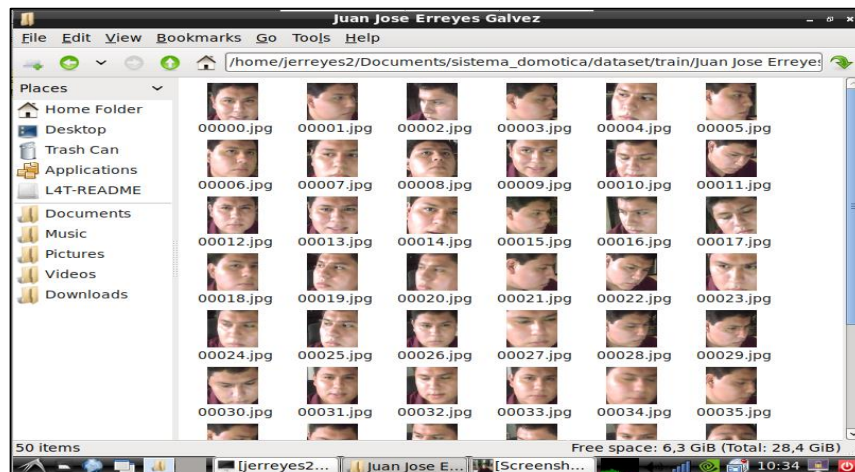 Juan Jose Erreyes Galvez
File Edit View Bookmarks Go Tools Help
/home/jerreyes2/Documents/sistema_domotica/dataset/train/Juan Jose Erreyes
Places
Home Folder
Desktop
Trash Can
Applications
L4T-README
Documents
Music
Pictures
Videos
Downloads
00000.jpg 00001.jpg 00002.jpg 00003.jpg 00004.jpg 00005.jpg
00006.jpg 00007.jpg 00008.jpg 00009.jpg 00010.jpg 00011.jpg
00012.jpg 00013.jpg 00014.jpg 00015.jpg 00016.jpg 00017.jpg
00018.jpg 00019.jpg 00020.jpg 00021.jpg 00022.jpg 00023.jpg
00024.jpg 00025.jpg 00026.jpg 00027.jpg 00028.jpg 00029.jpg
00030.jpg 00031.jpg 00032.jpg 00033.jpg 00034.jpg 00035.jpg
50 items Free space: 6,3 GiB (Total: 28,4 GiB)
[jerreyes2... Juan Jose E... [Screensh... 10:34